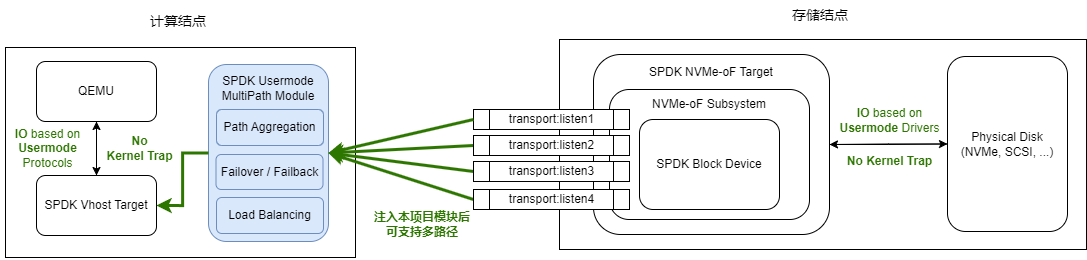 计算结点
存储结点
QEMU
IO based on
Usermode
Protocols
No
Kernel Trap
SPDK Vhost Target
SPDK Usermode
MultiPath Module
Path Aggregation
Failover / Failback
Load Balancing
注入本项目模块后
可支持多路径
transport:listen1
transport:listen2
transport:listen3
transport:listen4
SPDK NVMe-oF Target
NVMe-oF Subsystem
SPDK Block Device
IO based on
Usermode Drivers
No Kernel Trap
Physical Disk
(NVMe, SCSI, ...)